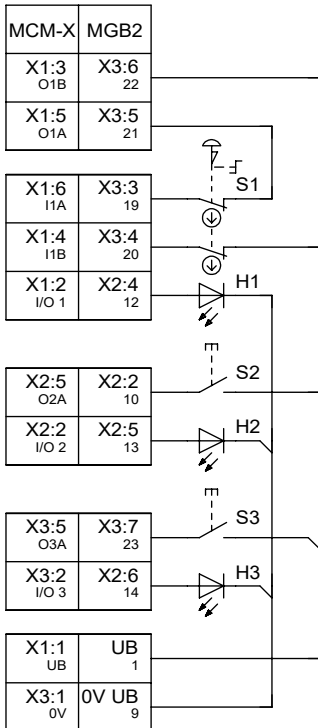 MCM-X MGB2
X1:3 X3:6
O1B 22
X1:5 X3:5
O1A 21
X1:6 X3:3 S1
I1A 19
X1:4 X3:4
I1B 20
X1:2 X2:4 H1
I/O 1 12
X2:5 X2:2 S2
O2A 10
X2:2 X2:5 H2
I/O 2 13
X3:5 X3:7 S3
O3A 23
X3:2 X2:6 H3
I/O 3 14
X1:1 UB
UB 1
X3:1 0V UB
0V 9